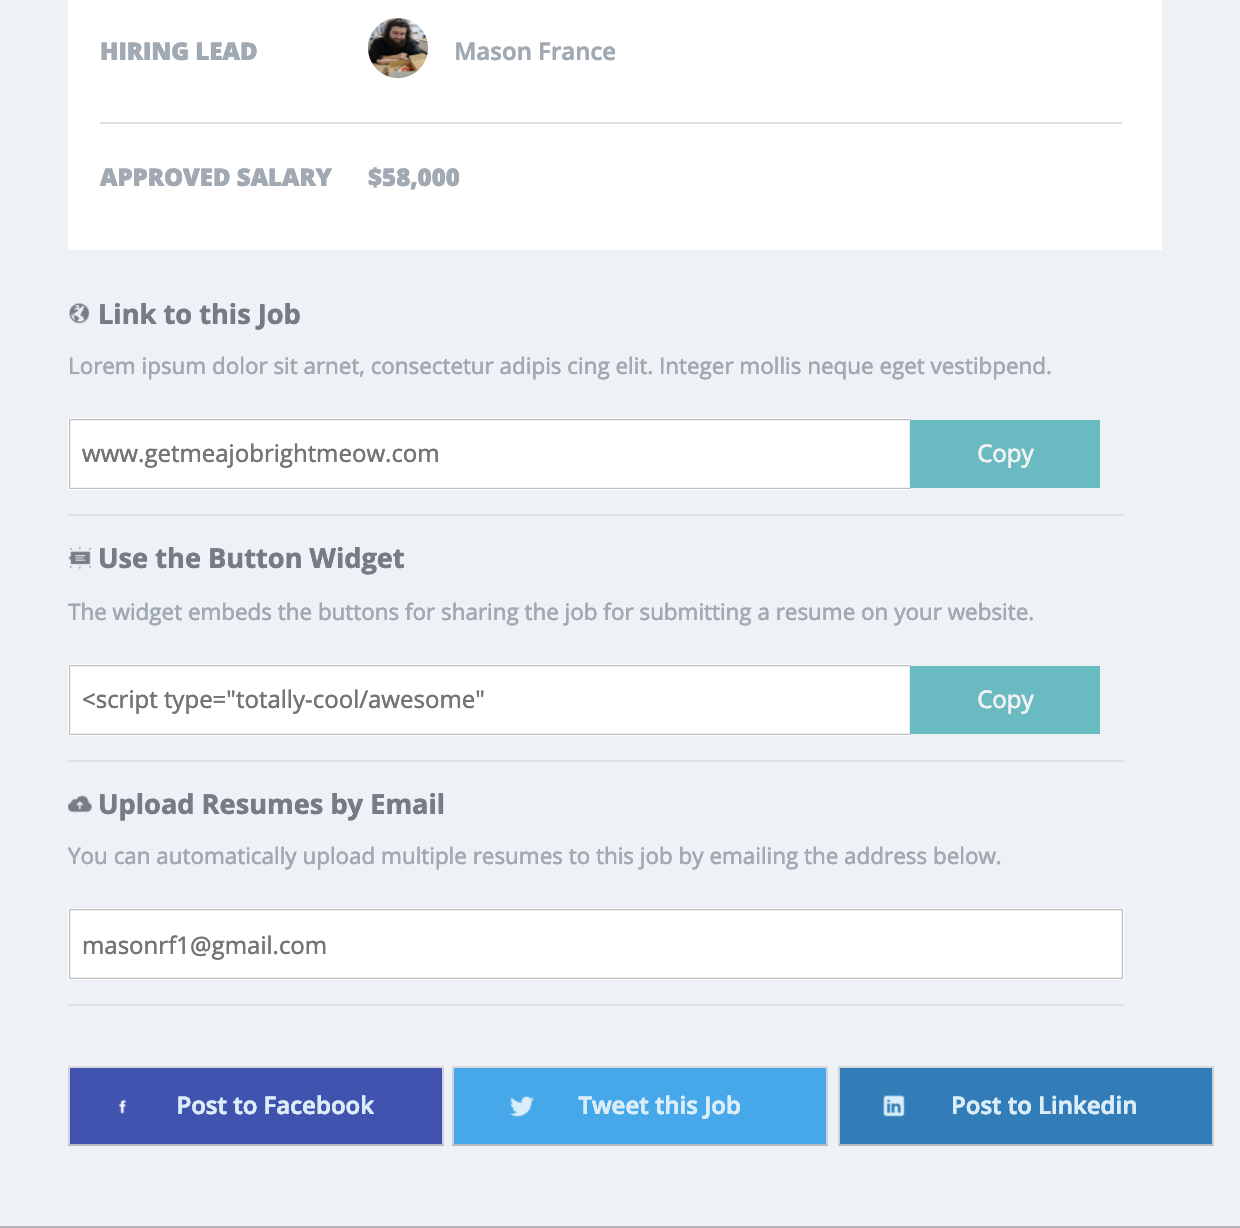 HIRING LEAD Mason France
APPROVED SALARY $58,000
Link to this Job
Lorem ipsum dolor sit arnet, consectetur adipis cing elit. Integer mollis neque eget vestibpend.
www.getmeajobrightmeow.com Copy
Use the Button Widget
The widget embeds the buttons for sharing the job for submitting a resume on your website.
<script type="totally-cool/awesome" Copy
Upload Resumes by Email
You can automatically upload multiple resumes to this job by emailing the address below.
masonrf1@gmail.com
Post to Facebook Tweet this Job Post to Linkedin